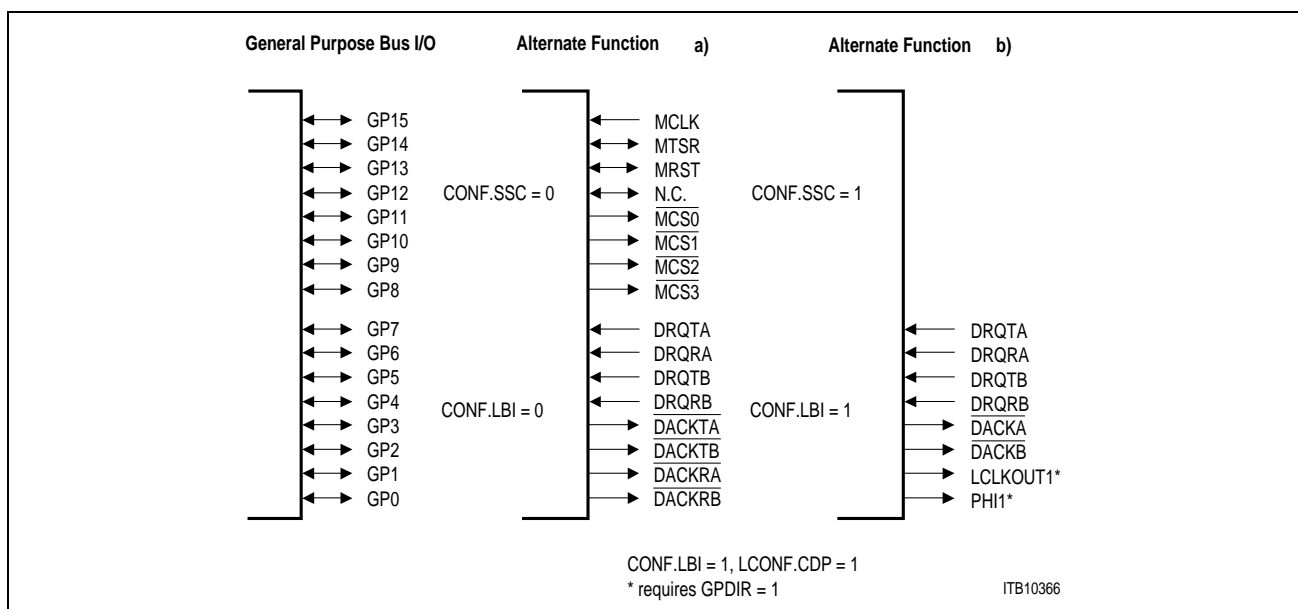 General Purpose Bus I/O Alternate Function a) Alternate Function b)
GP15 MCLK
GP14 MTSR
GP13 MRST
GP12 CONF.SSC = 0 N.C. CONF.SSC = 1
GP11 MCS0
GP10 MCS1
GP9 MCS2
GP8 MCS3
GP7 DRQTA DRQTA
GP6 DRQRA DRQRA
GP5 DRQTB DRQTB
GP4 DRQRB DRQRB
CONF.LBI = 0 CONF.LBI = 1
GP3 DACKTA DACKA
GP2 DACKTB DACKB
GP1 DACKRA LCLKOUT1*
GP0 DACKRB PHI1*
CONF.LBI = 1, LCONF.CDP = 1
* requires GPDIR = 1 ITB10366